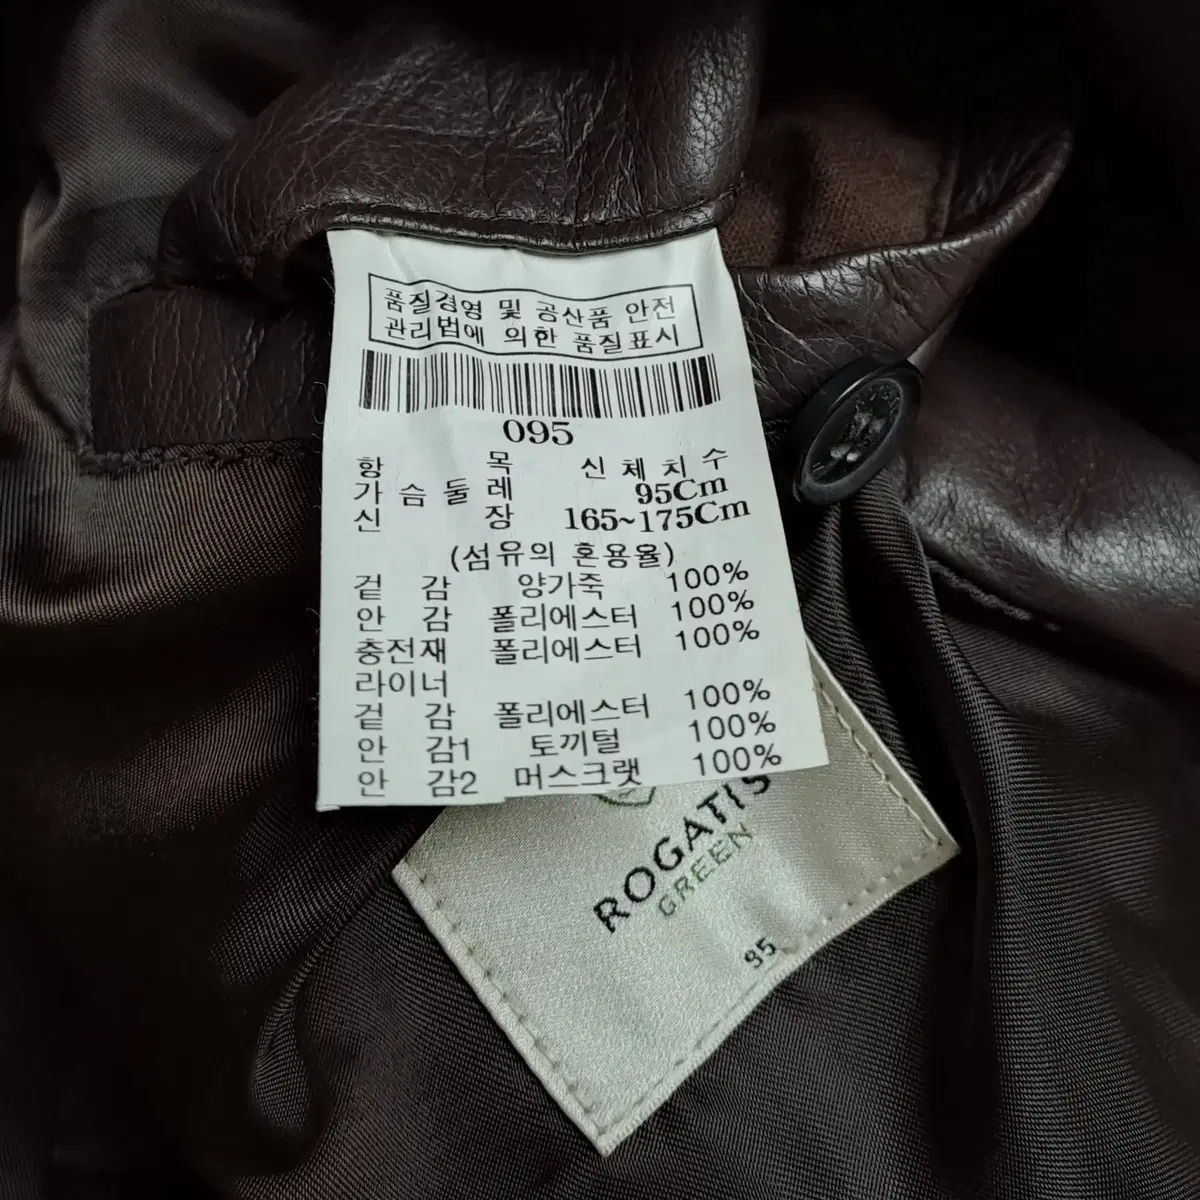 품질경영 및 공산품 안전
관리법에 의한 품질표시
095
항 목 신체치수
가슴둘레 95Cm
신 장 165~175Cm
(섬유의 혼용율)
겉 감 양가죽 100%
안 감 폴리에스터 100%
충전재 폴리에스터 100%
라이너
겉 감 폴리에스터 100%
안 감1 토끼털 100%
안 감2 머스크랫 100%
ROGATIS
GREEN
95